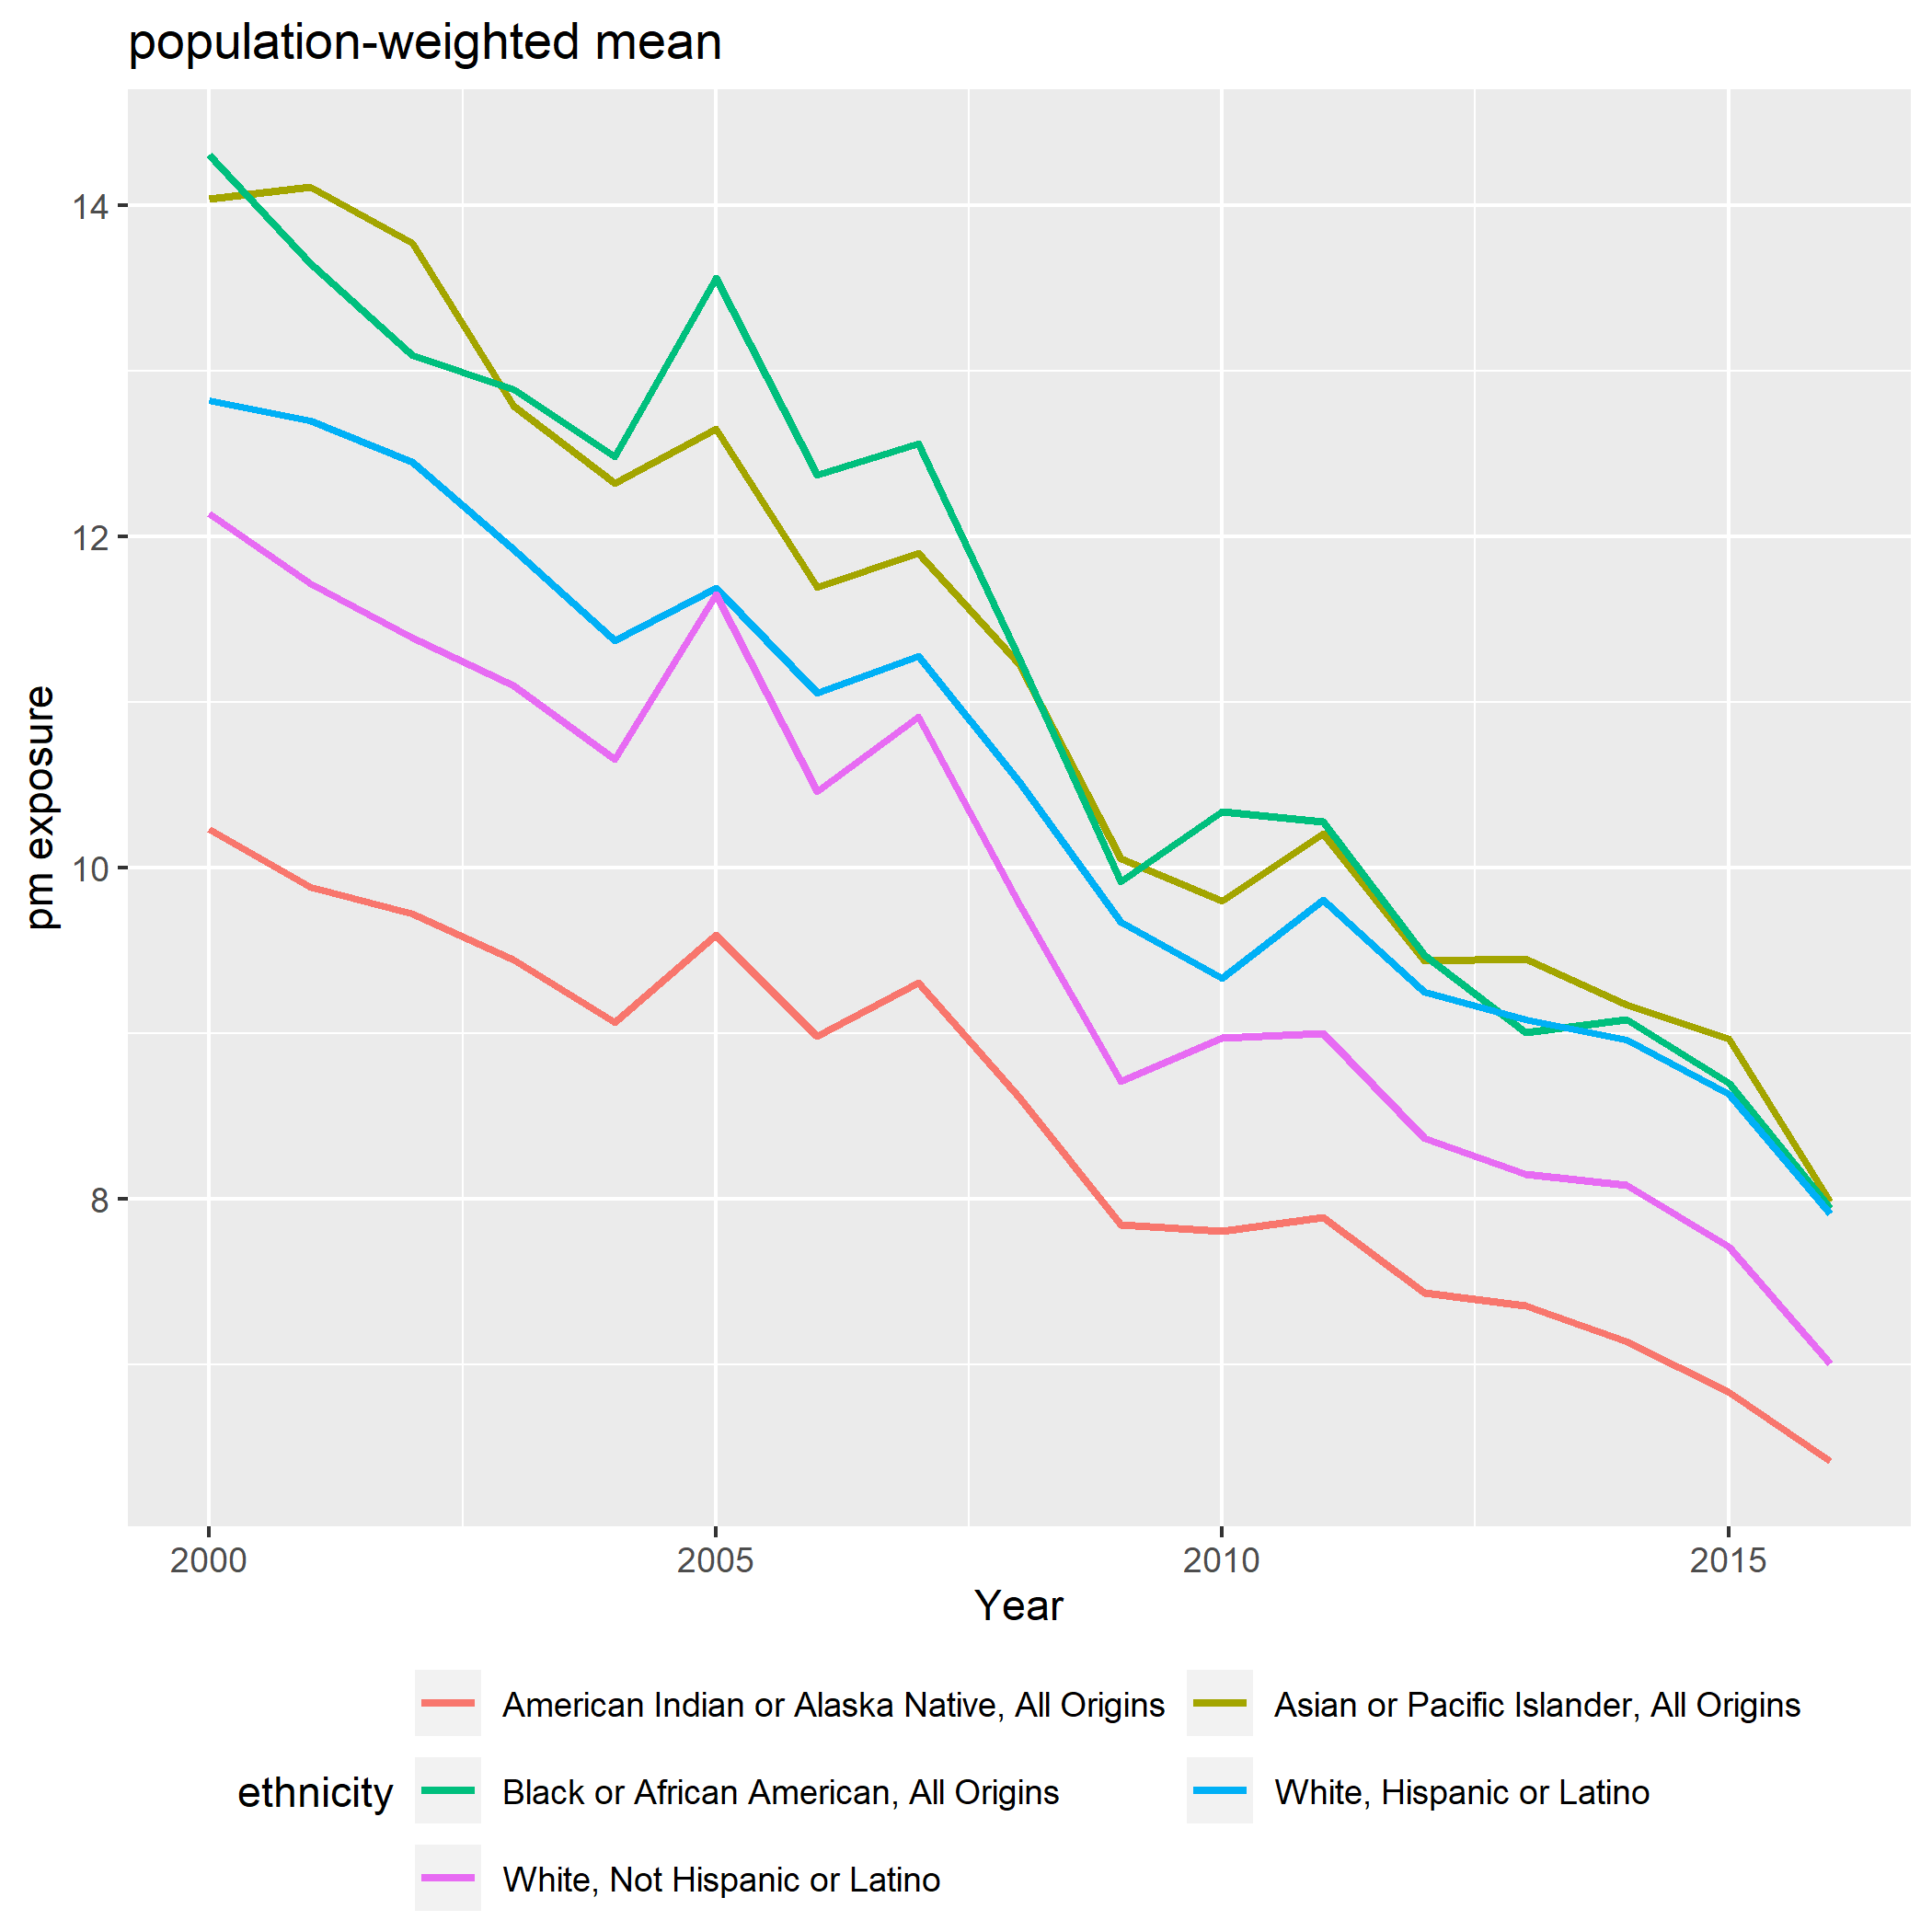 population-weighted mean
14
12
10
8
pm exposure
2000 2005 2010 2015
Year
ethnicity
American Indian or Alaska Native, All Origins
Asian or Pacific Islander, All Origins
Black or African American, All Origins
White, Hispanic or Latino
White, Not Hispanic or Latino